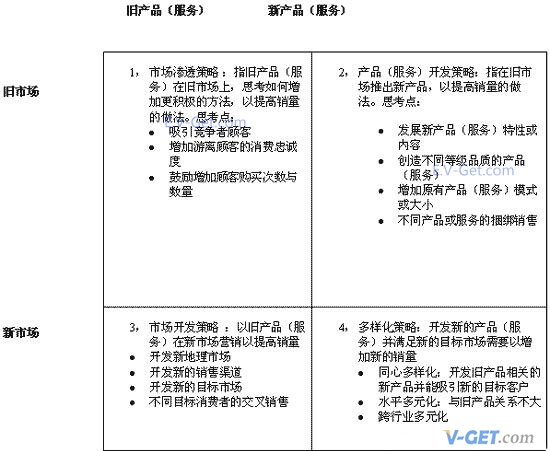 旧产品（服务）
新产品（服务）
旧市场
1， 市场渗透策略：指旧产品（服
务）在旧市场上，思考如何增
加更积极的方法，以提高销量
的做法。思考点：
● 吸引竞争者顾客
● 增加游离顾客的消费忠诚
度
● 鼓励增加顾客购买次数与
数量
2， 产品（服务）开发策略：指在旧市
场推出新产品，以提高销量的做
法。思考点：
● 发展新产品（服务）特性或
内容
● 创造不同等级品质的产品
（服务）
● 增加原有产品（服务）模式
或大小
● 不同产品或服务的捆绑销售
新市场
3， 市场开发策略：以旧产品（服
务）在新市场营销以提高销量
● 开发新地理市场
● 开发新的销售渠道
● 开发新的目标市场
● 不同目标消费者的交叉销售
4， 多样化策略：开发新的产品（服
务）并满足新的目标市场需要以增
加新的销量
● 同心多样化：开发旧产品相关的
新产品并能吸引新的目标客户
● 水平多元化：与旧产品关系不大
● 跨行业多元化
V-GET.com